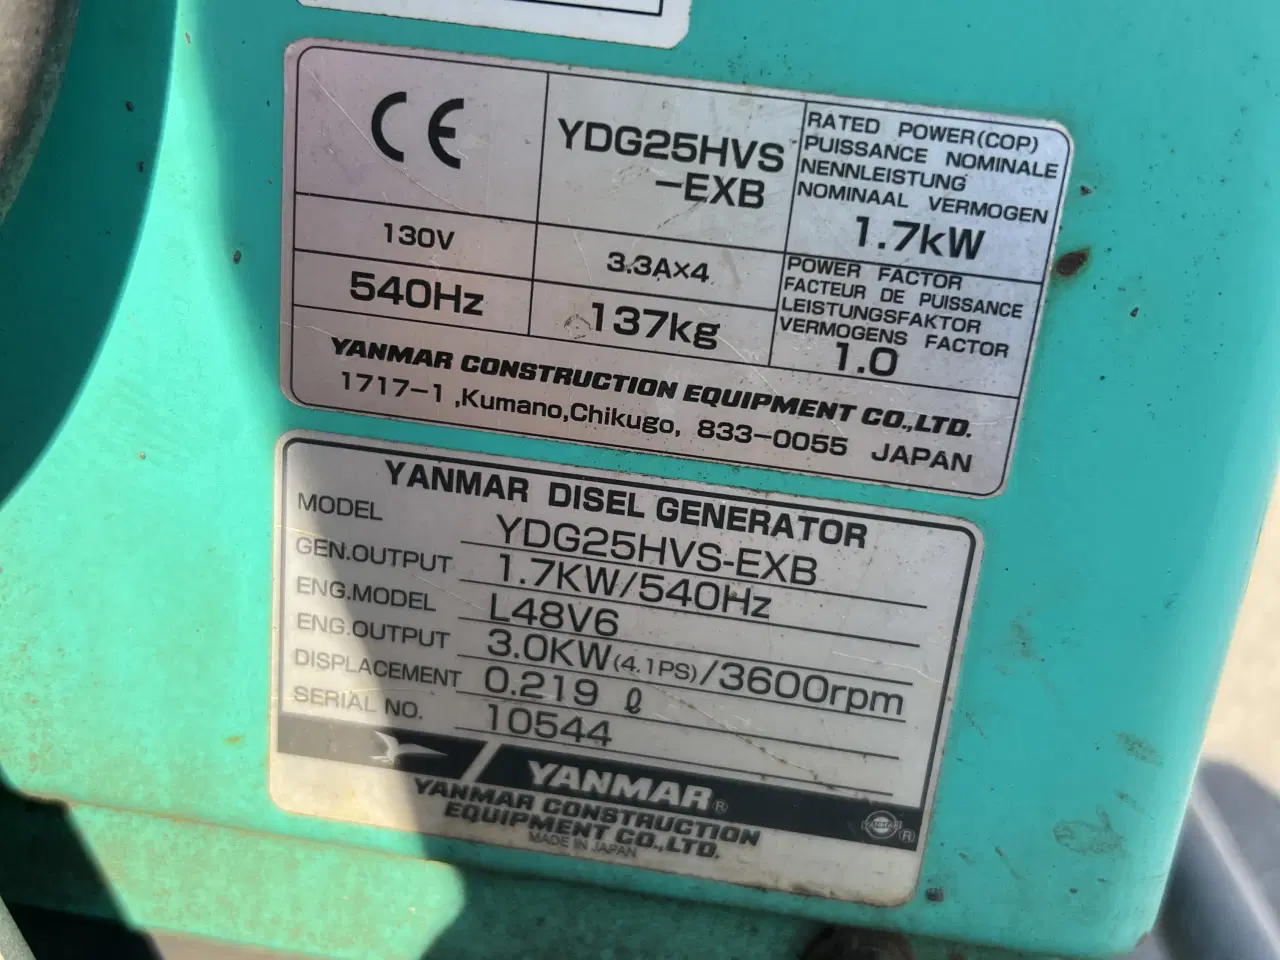 CE
YDG25HVS
-EXB
RATED POWER(COP)
PUISSANCE NOMINALE
NENNLEISTUNG
NOMINAAL VERMOGEN
1.7kW
130V
3.3A×4
POWER FACTOR
FACTEUR DE PUISSANCE
LEISTUNGSFAKTOR
VERMOGENS FACTOR
1.0
540Hz
137kg
YANMAR CONSTRUCTION EQUIPMENT CO.,LTD.
1717-1 ,Kumano,Chikugo, 833-0055 JAPAN
YANMAR DISEL GENERATOR
MODEL YDG25HVS-EXB
GEN.OUTPUT 1.7KW/540Hz
ENG.MODEL L48V6
ENG.OUTPUT 3.0KW(4.1PS)/3600rpm
DISPLACEMENT 0.219 ℓ
SERIAL NO. 10544
YANMAR®
YANMAR CONSTRUCTION
EQUIPMENT CO.,LTD.
MADE IN JAPAN
YANMAR ®